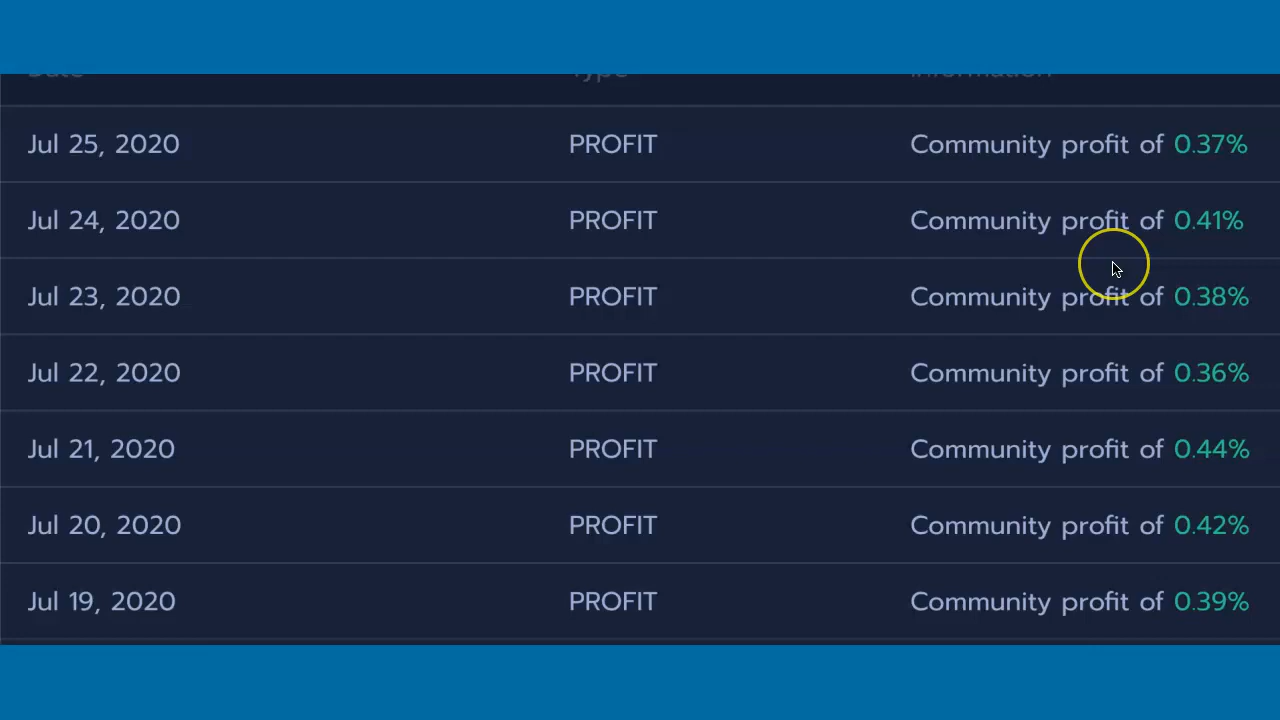 Date Type Information
Jul 25, 2020 PROFIT Community profit of 0.37%
Jul 24, 2020 PROFIT Community profit of 0.41%
Jul 23, 2020 PROFIT Community profit of 0.38%
Jul 22, 2020 PROFIT Community profit of 0.36%
Jul 21, 2020 PROFIT Community profit of 0.44%
Jul 20, 2020 PROFIT Community profit of 0.42%
Jul 19, 2020 PROFIT Community profit of 0.39%